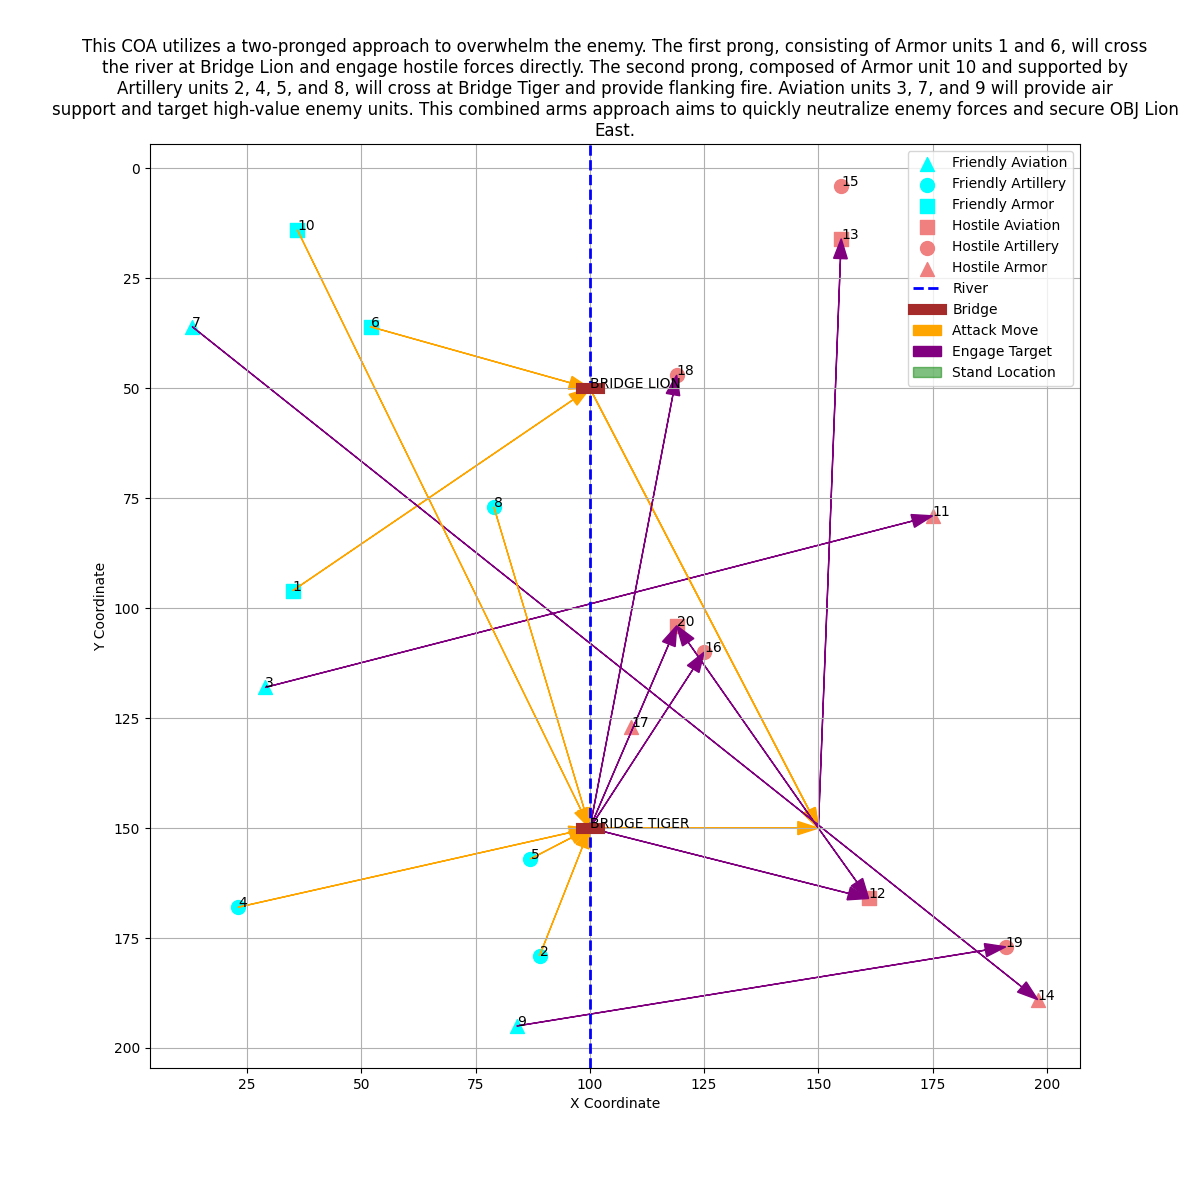 This COA utilizes a two-pronged approach to overwhelm the enemy. The first prong, consisting of Armor units 1 and 6, will cross
the river at Bridge Lion and engage hostile forces directly. The second prong, composed of Armor unit 10 and supported by
Artillery units 2, 4, 5, and 8, will cross at Bridge Tiger and provide flanking fire. Aviation units 3, 7, and 9 will provide air
support and target high-value enemy units. This combined arms approach aims to quickly neutralize enemy forces and secure OBJ Lion
East.
Friendly Aviation
Friendly Artillery
Friendly Armor
Hostile Aviation
Hostile Artillery
Hostile Armor
River
Bridge
Attack Move
Engage Target
Stand Location
0
25
50
75
100
125
150
175
200
Y Coordinate
15
10
13
7
6
18
BRIDGE LION
8
11
1
20
16
3
17
BRIDGE TIGER
5
12
4
19
2
14
9
25
50
75
100
125
150
175
200
X Coordinate